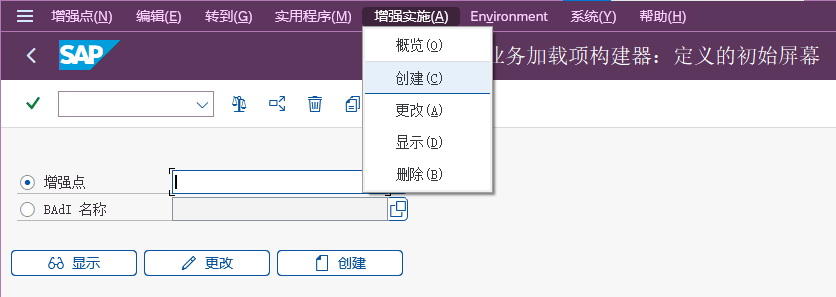 增强点(N) 编辑(E) 转到(G) 实用程序(M) 增强实施(A) Environment 系统(Y) 帮助(H)
SAP
业务加载项构建器：定义的初始屏幕
概览(O)
创建(C)
更改(A)
显示(D)
删除(B)
增强点
BAdI 名称
显示 更改 创建